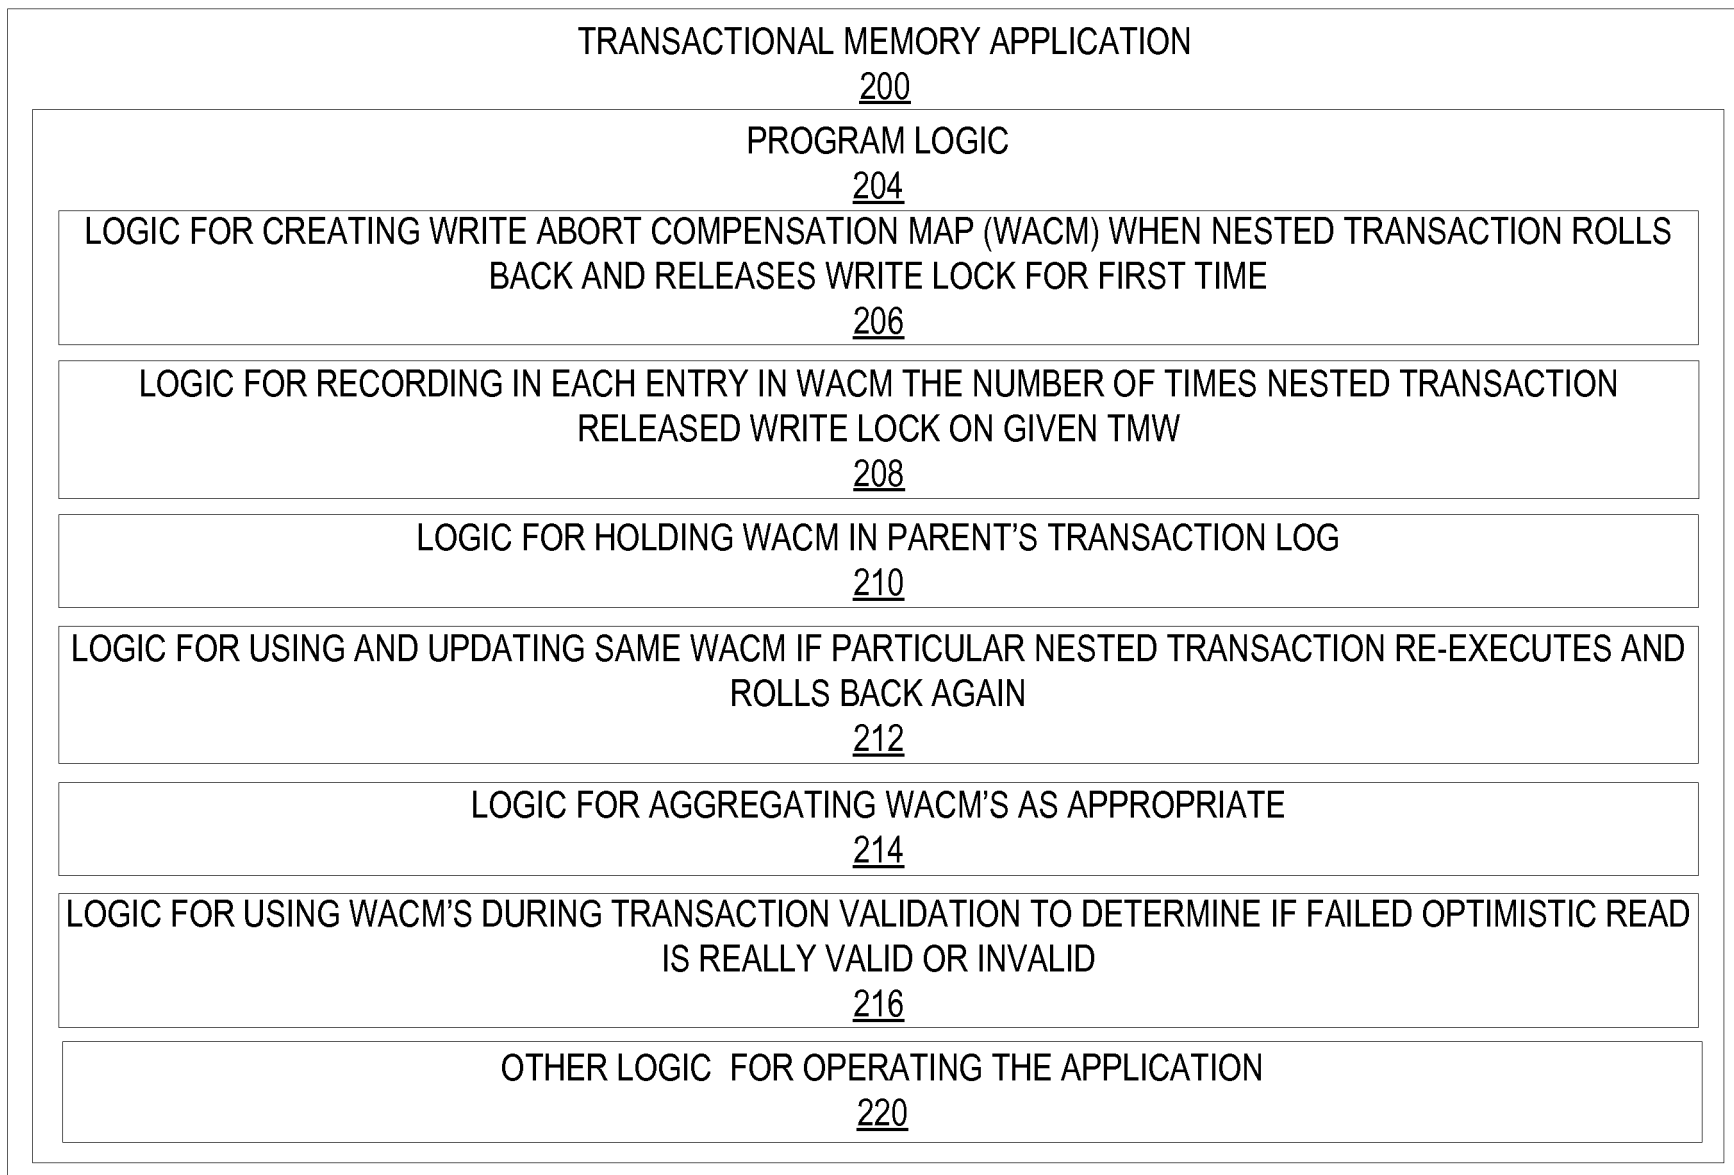 TRANSACTIONAL MEMORY APPLICATION
200
PROGRAM LOGIC
204
LOGIC FOR CREATING WRITE ABORT COMPENSATION MAP (WACM) WHEN NESTED TRANSACTION ROLLS
BACK AND RELEASES WRITE LOCK FOR FIRST TIME
206
LOGIC FOR RECORDING IN EACH ENTRY IN WACM THE NUMBER OF TIMES NESTED TRANSACTION
RELEASED WRITE LOCK ON GIVEN TMW
208
LOGIC FOR HOLDING WACM IN PARENT'S TRANSACTION LOG
210
LOGIC FOR USING AND UPDATING SAME WACM IF PARTICULAR NESTED TRANSACTION RE-EXECUTES AND
ROLLS BACK AGAIN
212
LOGIC FOR AGGREGATING WACM'S AS APPROPRIATE
214
LOGIC FOR USING WACM'S DURING TRANSACTION VALIDATION TO DETERMINE IF FAILED OPTIMISTIC READ
IS REALLY VALID OR INVALID
216
OTHER LOGIC FOR OPERATING THE APPLICATION
220